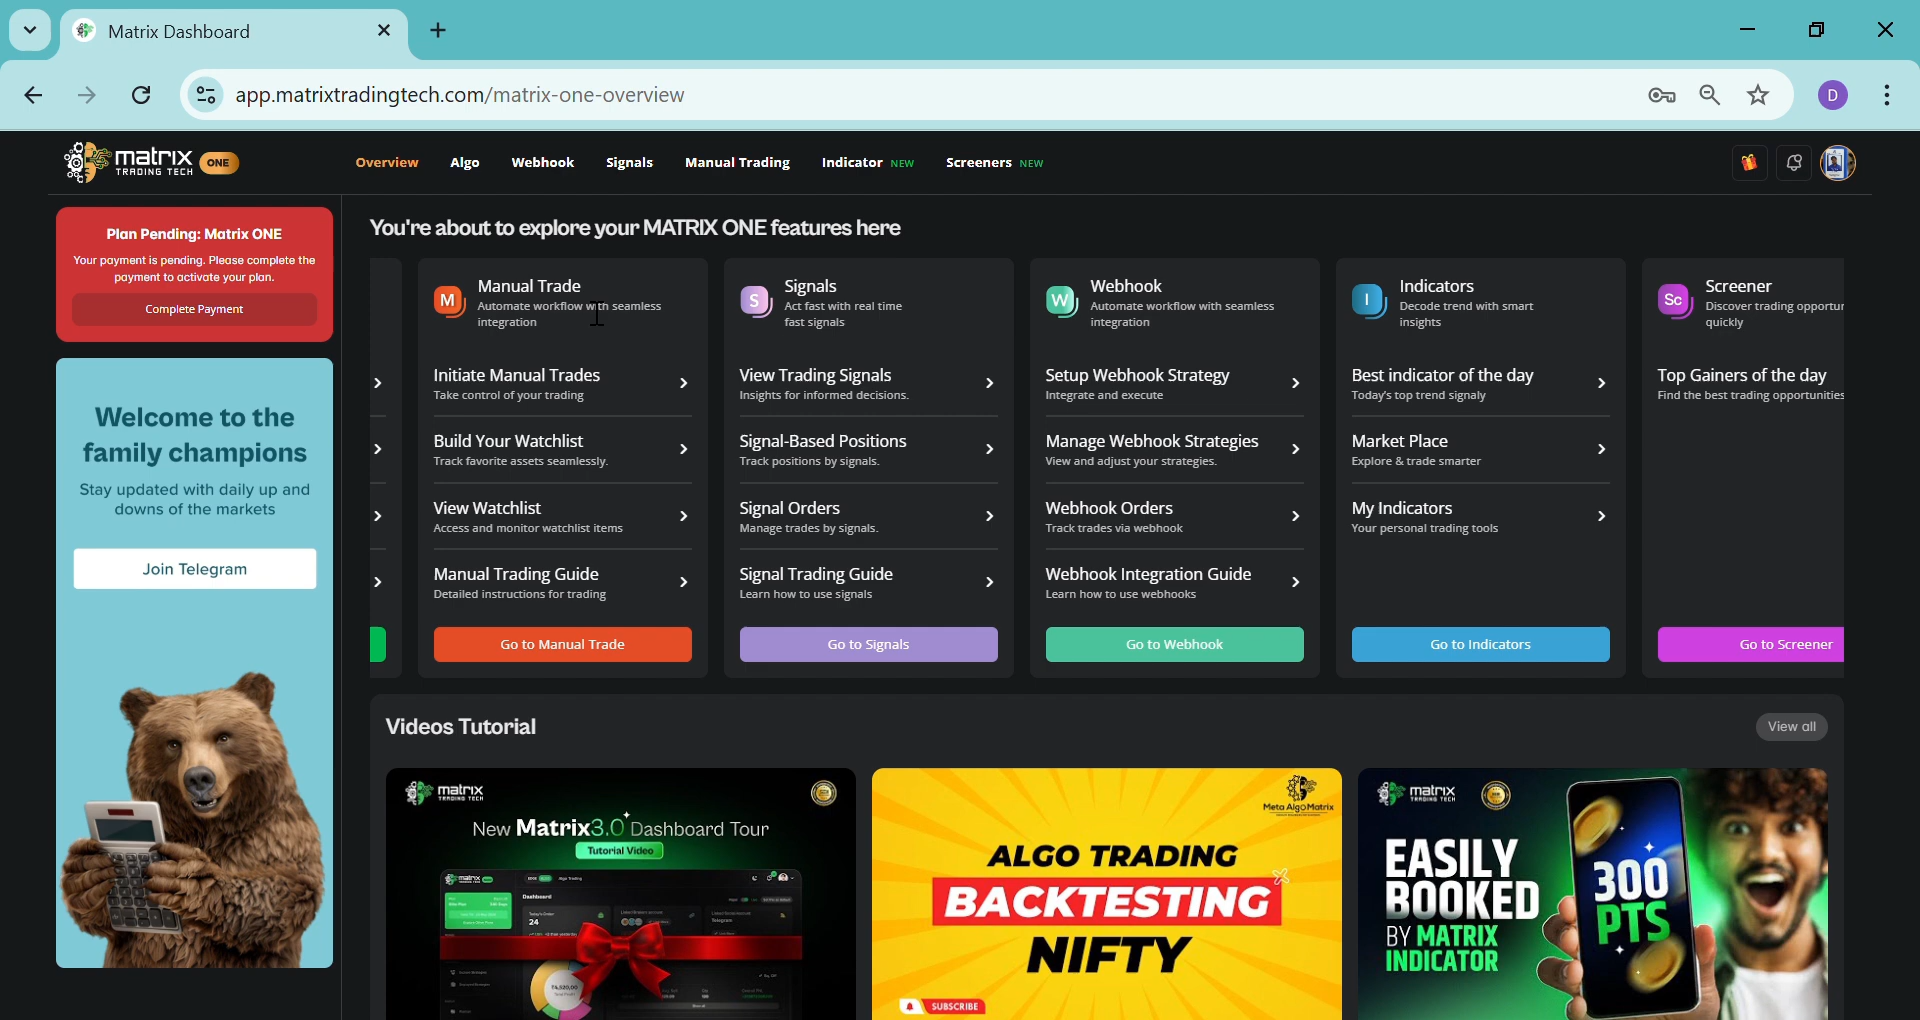 Matrix Dashboard
app.matrixtradingtech.com/matrix-one-overview
D
matrix
TRADING TECH
ONE
Overview
Algo
Webhook
Signals
Manual Trading
Indicator NEW
Screeners NEW
Plan Pending: Matrix ONE
Your payment is pending. Please complete the
payment to activate your plan.
Complete Payment
Welcome to the
family champions
Stay updated with daily up and
downs of the markets
Join Telegram
You're about to explore your MATRIX ONE features here
M
Manual Trade
Automate workflow with seamless
integration
Initiate Manual Trades
Take control of your trading
Build Your Watchlist
Track favorite assets seamlessly.
View Watchlist
Access and monitor watchlist items
Manual Trading Guide
Detailed instructions for trading
Go to Manual Trade
S
Signals
Act fast with real time
fast signals
View Trading Signals
Insights for informed decisions.
Signal-Based Positions
Track positions by signals.
Signal Orders
Manage trades by signals.
Signal Trading Guide
Learn how to use signals
Go to Signals
W
Webhook
Automate workflow with seamless
integration
Setup Webhook Strategy
Integrate and execute
Manage Webhook Strategies
View and adjust your strategies.
Webhook Orders
Track trades via webhook
Webhook Integration Guide
Learn how to use webhooks
Go to Webhook
I
Indicators
Decode trend with smart
insights
Best indicator of the day
Today's top trend signaly
Market Place
Explore & trade smarter
My Indicators
Your personal trading tools
Go to Indicators
Sc
Screener
Discover trading opportur
quickly
Top Gainers of the day
Find the best trading opportunities
Go to Screener
Videos Tutorial
View all
matrix
TRADING TECH
New Matrix3.0 Dashboard Tour
Tutorial Video
Dashboard
24
Meta Algo Matrix
ALGO TRADING
BACKTESTING
NIFTY
SUBSCRIBE
matrix
TRADING TECH
EASILY
BOOKED
BY MATRIX
INDICATOR
300
PTS